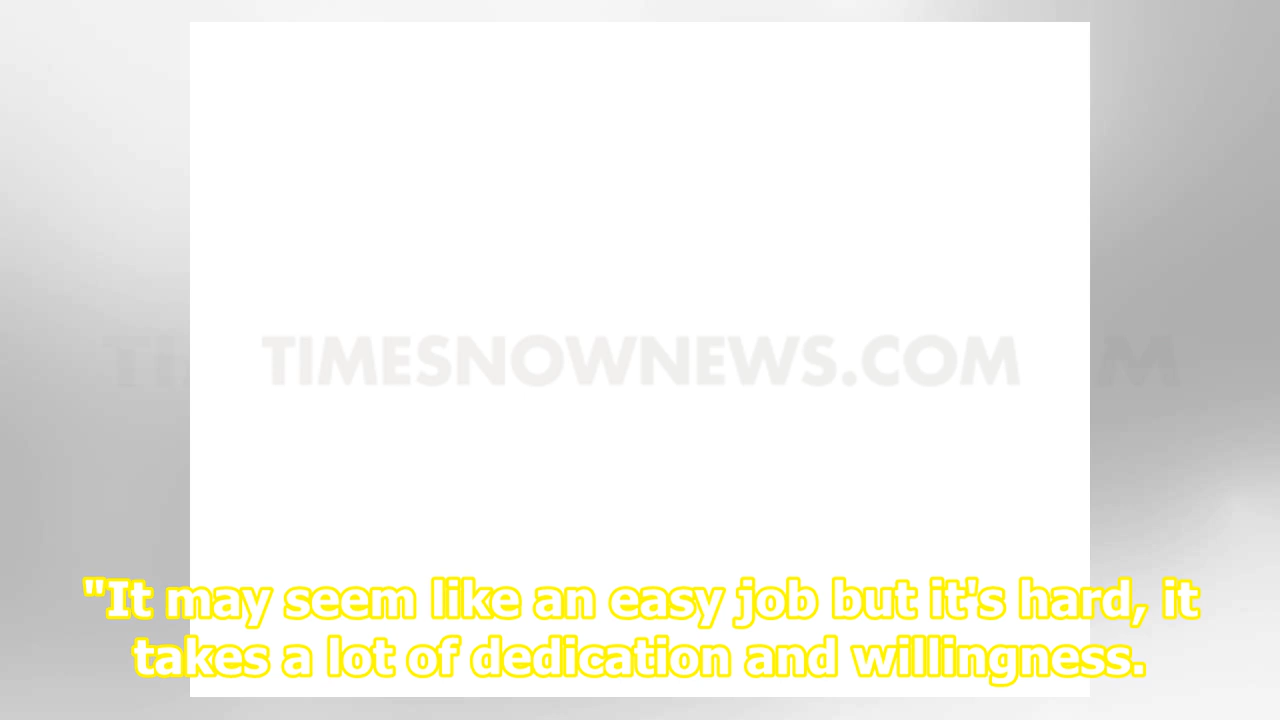 TIMESNOWNEWS.COM
"It may seem like an easy job but it's hard, it
takes a lot of dedication and willingness.